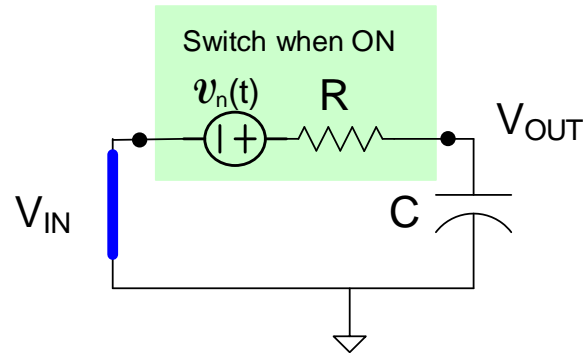 Switch when ON
𝓋n(t)
R
VOUT
VIN
C